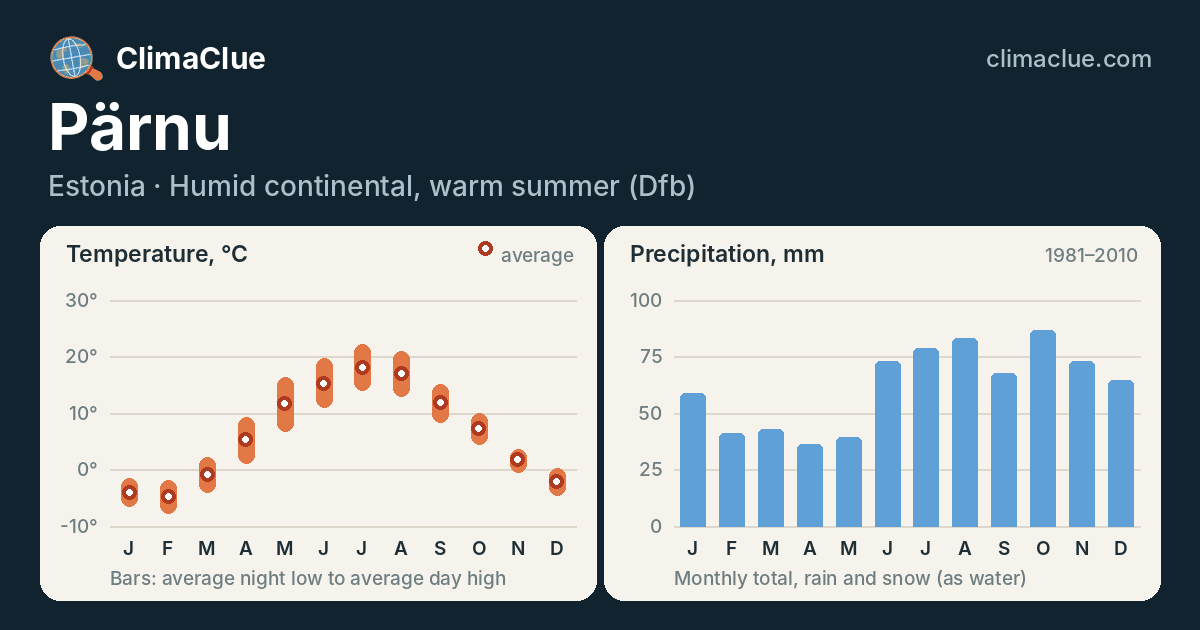 ClimaClue
climaclue.com
Pärnu
Estonia · Humid continental, warm summer (Dfb)
Temperature, °C
average
30°
20°
10°
0°
-10°
J F M A M J J A S O N D
Bars: average night low to average day high
Precipitation, mm
1981–2010
100
75
50
25
0
J F M A M J J A S O N D
Monthly total, rain and snow (as water)